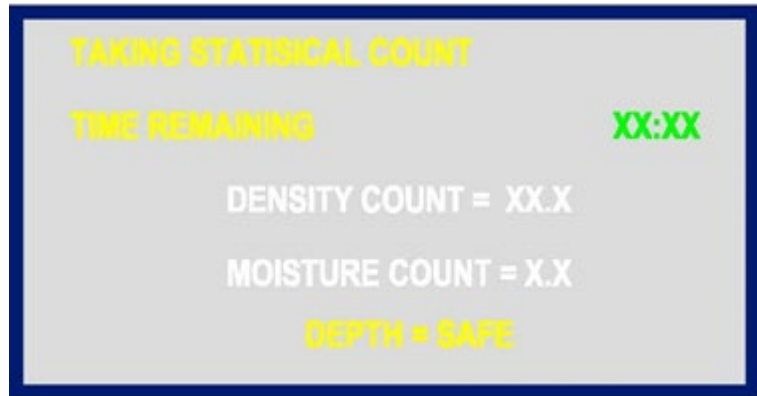 TAKING STATISICAL COUNT
TIME REMAINING XX:XX
DENSITY COUNT = XX.X
MOISTURE COUNT = X.X
DEPTH = SAFE